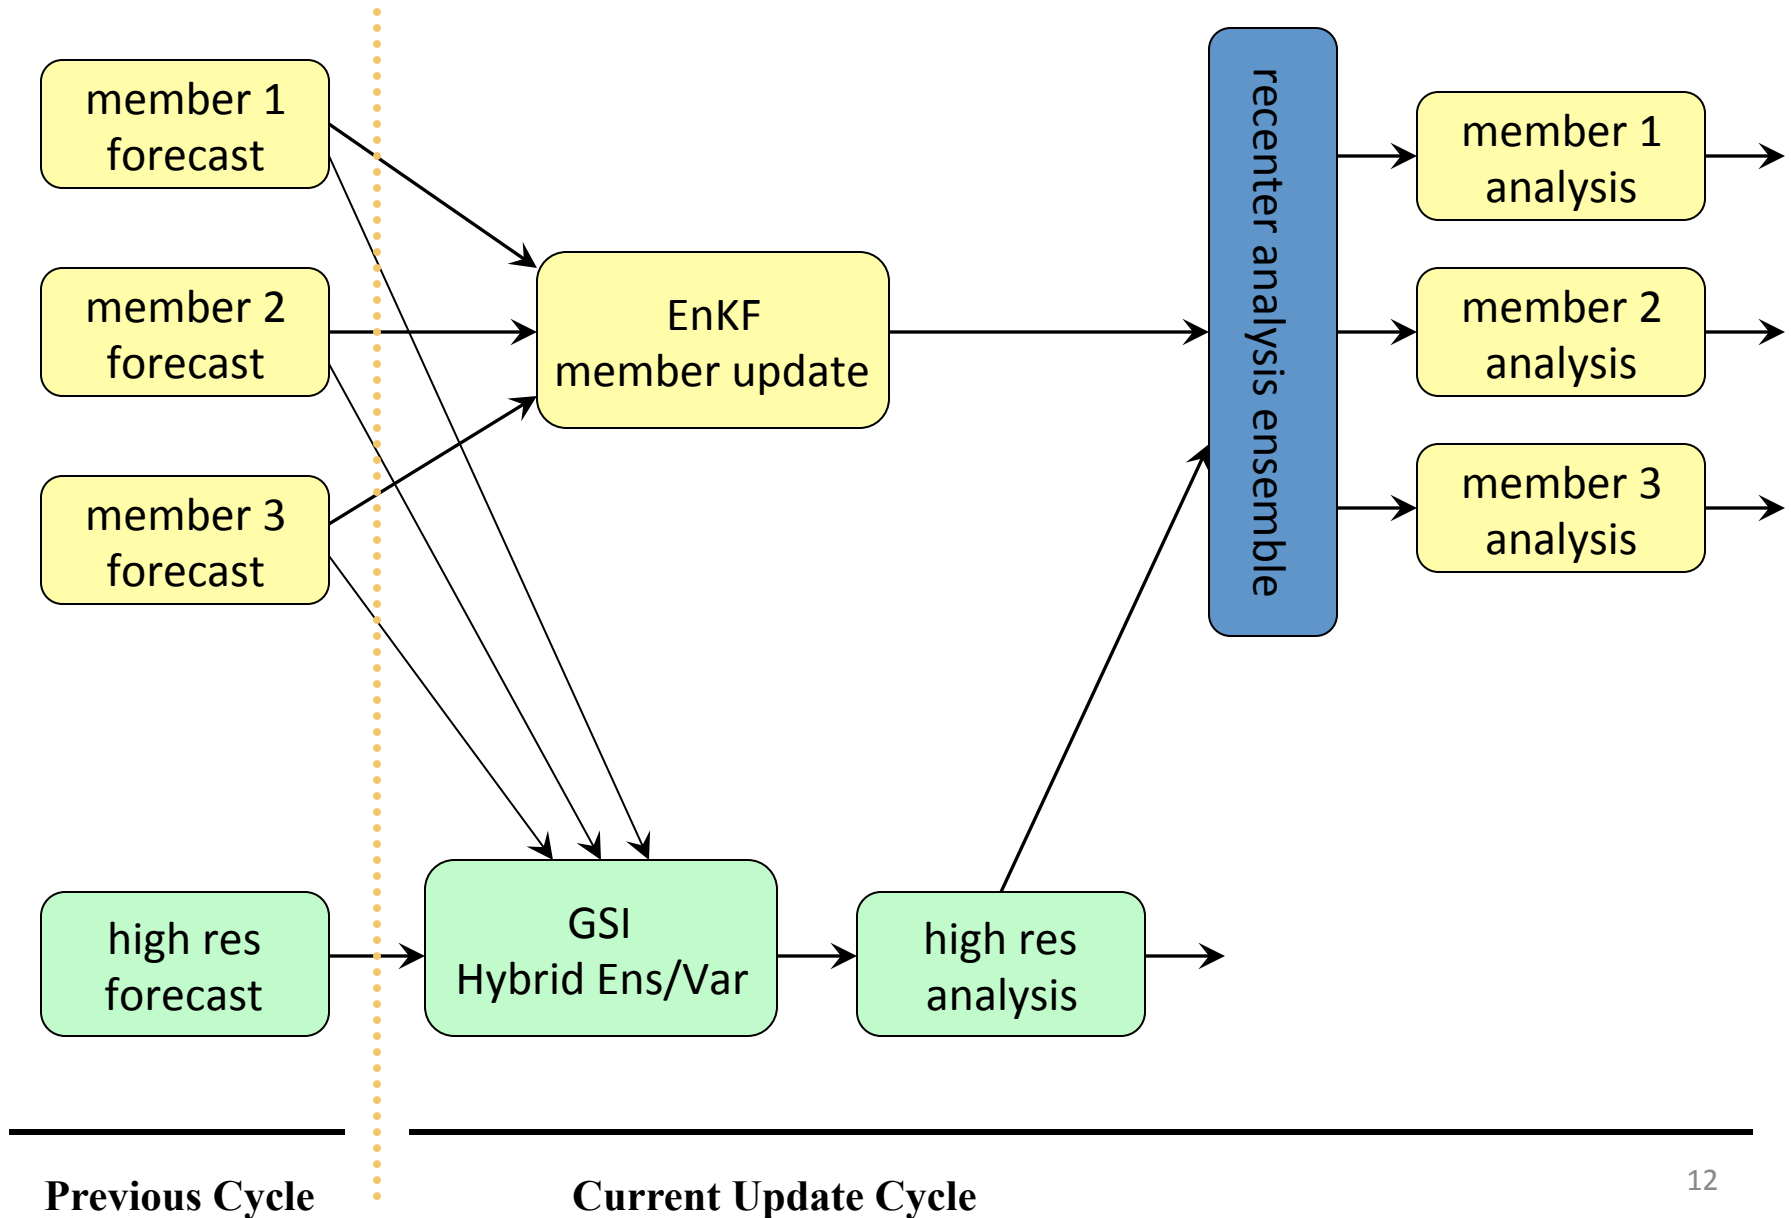 member 1
forecast
member 2
forecast
member 3
forecast
high res
forecast
EnKF
member update
GSI
Hybrid Ens/Var
high res
analysis
recenter analysis ensemble
member 1
analysis
member 2
analysis
member 3
analysis
Previous Cycle
Current Update Cycle
12